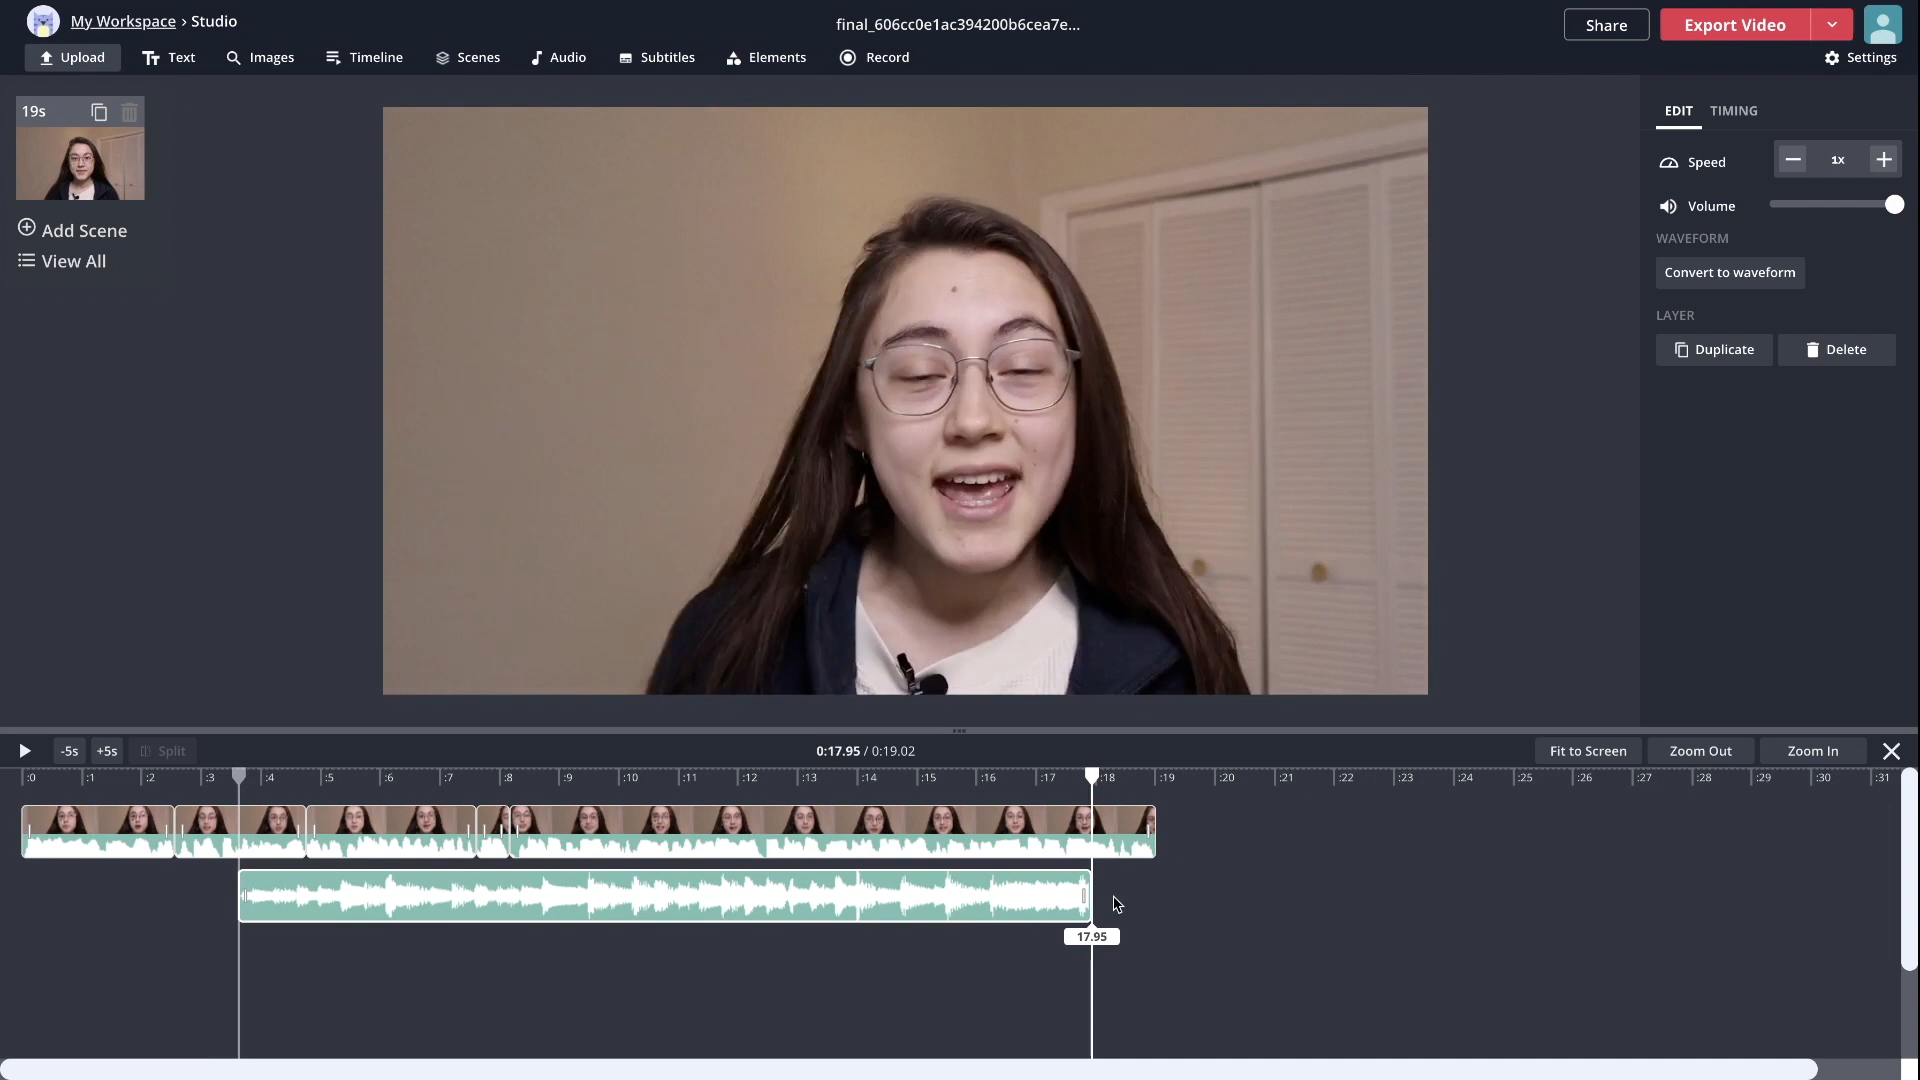 My Workspace › Studio
final_606cc0e1ac394200b6cea7e...
Share
Export Video
Upload
Text
Images
Timeline
Scenes
Audio
Subtitles
Elements
Record
Settings
19s
Add Scene
View All
EDIT
TIMING
Speed
1x
Volume
WAVEFORM
Convert to waveform
LAYER
Duplicate
Delete
-5s
+5s
Split
0:17.95 / 0:19.02
Fit to Screen
Zoom Out
Zoom In
:0 :1 :2 :3 :4 :5 :6 :7 :8 :9 :10 :11 :12 :13 :14 :15 :16 :17 :18 :19 :20 :21 :22 :23 :24 :25 :26 :27 :28 :29 :30 :31
17.95